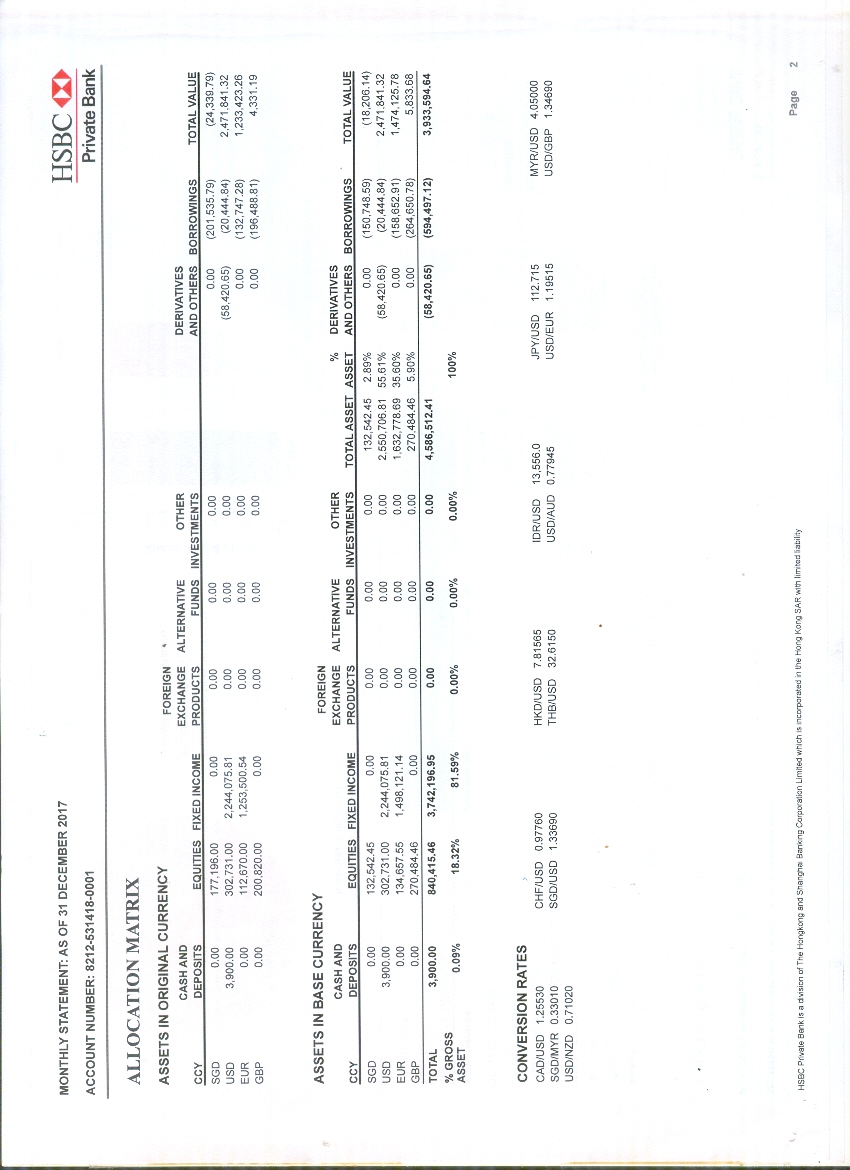 HSBC
Private Bank
MONTHLY STATEMENT: AS OF 31 DECEMBER 2017
ACCOUNT NUMBER: 8212-531418-0001
ALLOCATION MATRIX
ASSETS IN ORIGINAL CURRENCY
CASH AND FOREIGN EXCHANGE ALTERNATIVE OTHER DERIVATIVES
CCY DEPOSITS EQUITIES FIXED INCOME PRODUCTS FUNDS INVESTMENTS AND OTHERS BORROWINGS TOTAL VALUE
SGD 0.00 177,196.00 0.00 0.00 0.00 0.00 0.00 (201,535.79) (24,339.79)
USD 3,900.00 302,731.00 2,244,075.81 0.00 0.00 0.00 (58,420.65) (20,444.84) 2,471,841.32
EUR 0.00 112,670.00 1,253,500.54 0.00 0.00 0.00 0.00 (132,747.28) 1,233,423.26
GBP 0.00 200,820.00 0.00 0.00 0.00 0.00 0.00 (196,488.81) 4,331.19
ASSETS IN BASE CURRENCY
CASH AND FOREIGN EXCHANGE ALTERNATIVE OTHER % DERIVATIVES
CCY DEPOSITS EQUITIES FIXED INCOME PRODUCTS FUNDS INVESTMENTS TOTAL ASSET ASSET AND OTHERS BORROWINGS TOTAL VALUE
SGD 0.00 132,542.45 0.00 0.00 0.00 0.00 132,542.45 2.89% 0.00 (150,748.59) (18,206.14)
USD 3,900.00 302,731.00 2,244,075.81 0.00 0.00 0.00 2,550,706.81 55.61% (58,420.65) (20,444.84) 2,471,841.32
EUR 0.00 134,657.55 1,498,121.14 0.00 0.00 0.00 1,632,778.69 35.60% 0.00 (158,652.91) 1,474,125.78
GBP 0.00 270,484.46 0.00 0.00 0.00 0.00 270,484.46 5.90% 0.00 (264,650.78) 5,833.68
TOTAL 3,900.00 840,415.46 3,742,196.95 0.00 0.00 0.00 4,586,512.41 (58,420.65) (594,497.12) 3,933,594.64
% GROSS ASSET 0.09% 18.32% 81.59% 0.00% 0.00% 0.00% 100%
CONVERSION RATES
CAD/USD 1.25530 CHF/USD 0.97760 HKD/USD 7.81565 IDR/USD 13,556.0 JPY/USD 112.715 MYR/USD 4.05000
SGD/MYR 0.33010 SGD/USD 1.33690 THB/USD 32.6150 USD/AUD 0.77945 USD/EUR 1.19515 USD/GBP 1.34690
USD/NZD 0.71020
HSBC Private Bank is a division of The Hongkong and Shanghai Banking Corporation Limited which is incorporated in the Hong Kong SAR with limited liability
Page 2